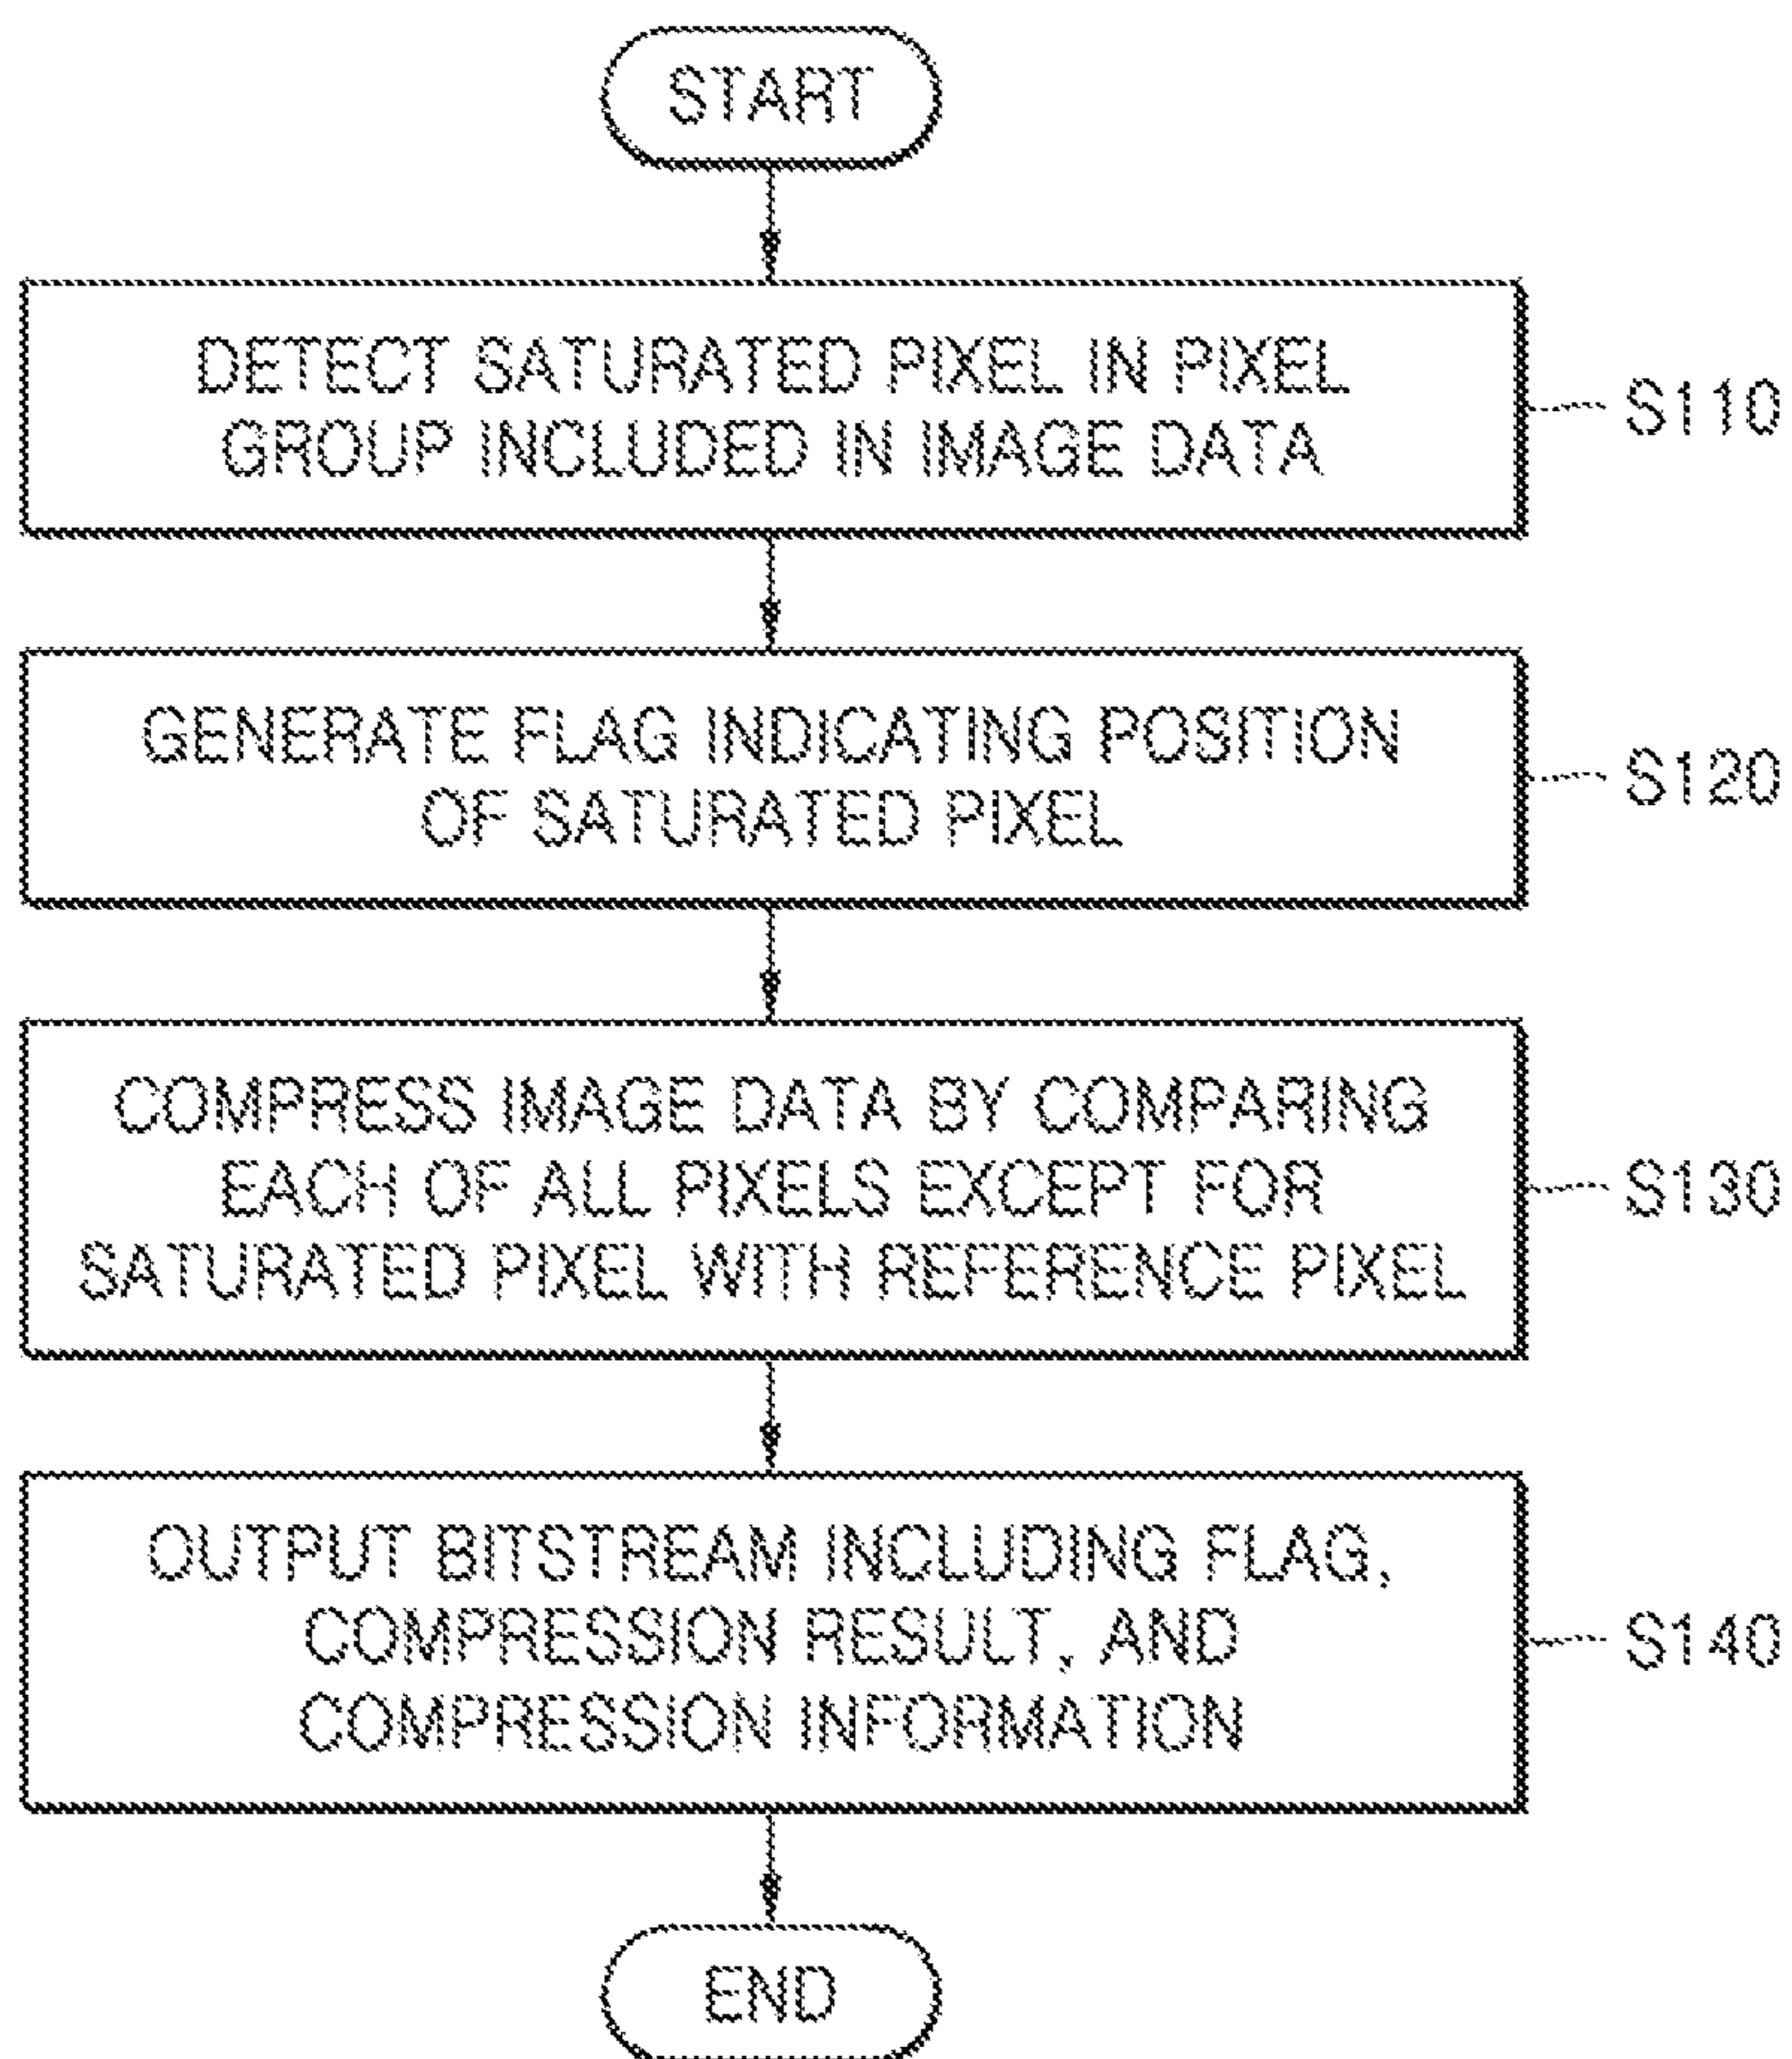 START
DETECT SATURATED PIXEL IN PIXEL
GROUP INCLUDED IN IMAGE DATA
S110
GENERATE FLAG INDICATING POSITION
OF SATURATED PIXEL
S120
COMPRESS IMAGE DATA BY COMPARING
EACH OF ALL PIXELS EXCEPT FOR
SATURATED PIXEL WITH REFERENCE PIXEL
S130
OUTPUT BITSTREAM INCLUDING FLAG,
COMPRESSION RESULT, AND
COMPRESSION INFORMATION
S140
END